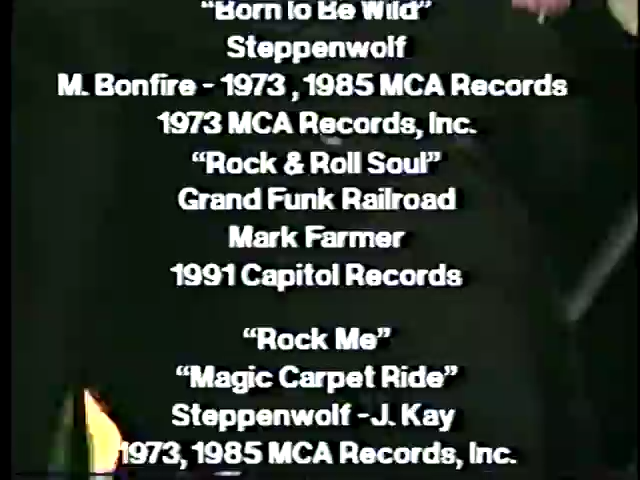 “Born To Be Wild”
Steppenwolf
M. Bonfire - 1973 , 1985 MCA Records
1973 MCA Records, Inc.
“Rock & Roll Soul”
Grand Funk Railroad
Mark Farmer
1991 Capitol Records
“Rock Me”
“Magic Carpet Ride”
Steppenwolf -J. Kay
1973, 1985 MCA Records, Inc.